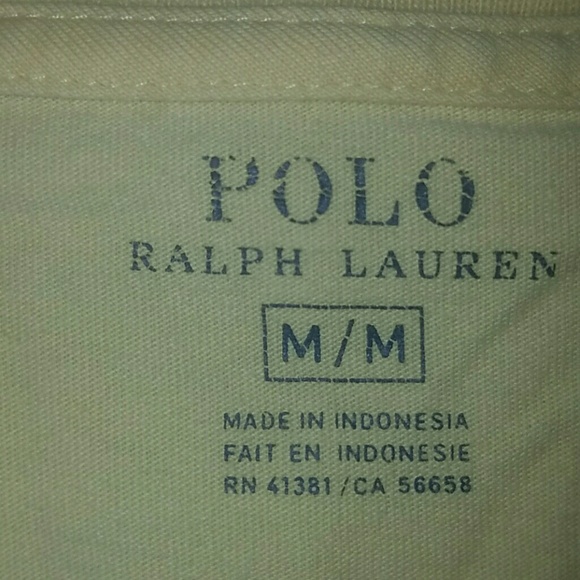 POLO
RALPH LAUREN
M/M
MADE IN INDONESIA
FAIT EN INDONESIE
RN 41381 /CA 56658